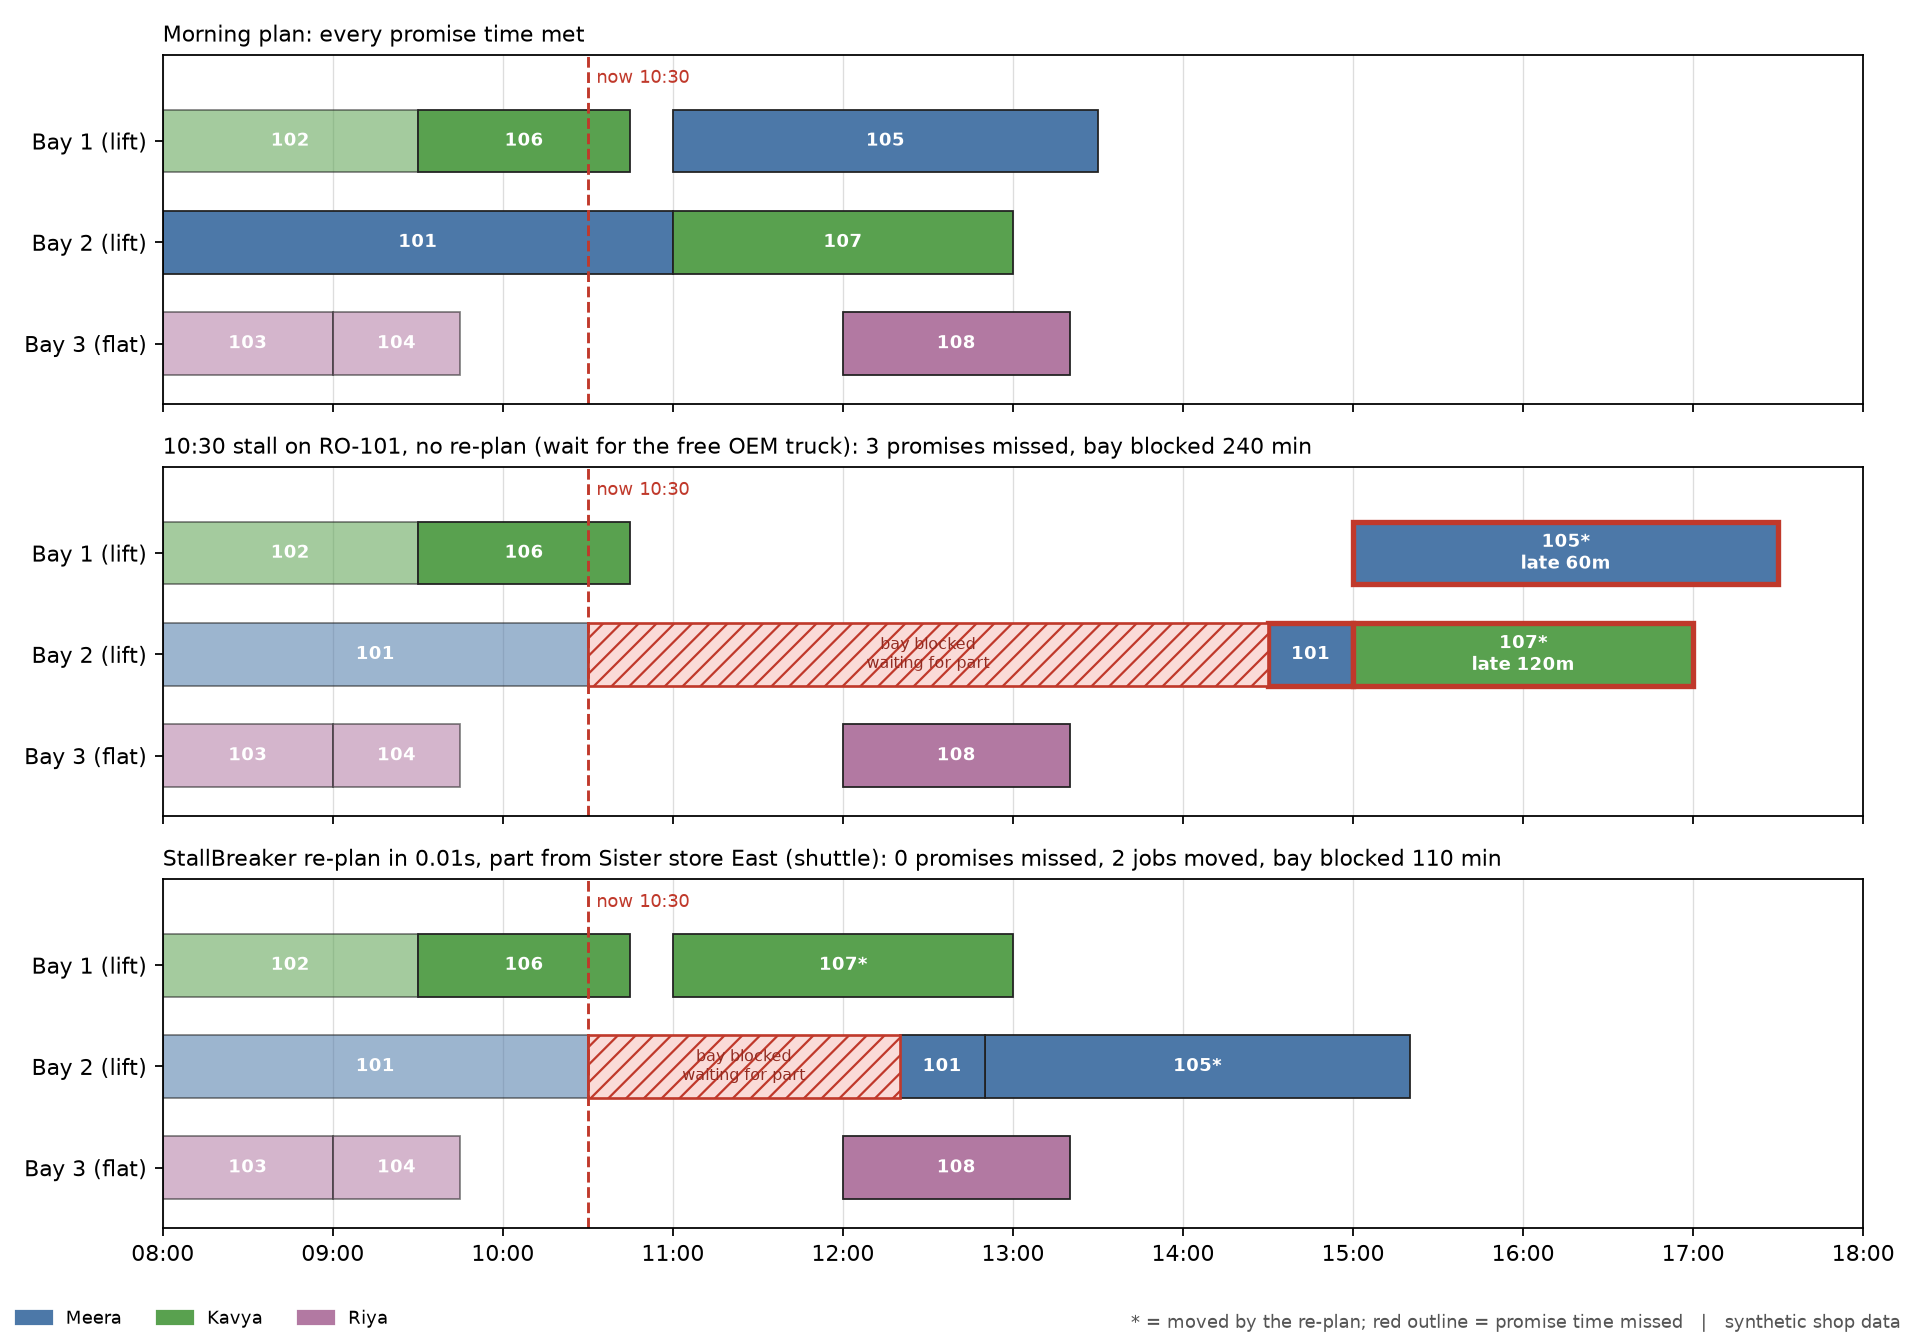 Morning plan: every promise time met
now 10:30
Bay 1 (lift)
102
106
105
Bay 2 (lift)
101
107
Bay 3 (flat)
103
104
108
10:30 stall on RO-101, no re-plan (wait for the free OEM truck): 3 promises missed, bay blocked 240 min
now 10:30
Bay 1 (lift)
102
106
105*
late 60m
Bay 2 (lift)
101
bay blocked
waiting for part
101
107*
late 120m
Bay 3 (flat)
103
104
108
StallBreaker re-plan in 0.01s, part from Sister store East (shuttle): 0 promises missed, 2 jobs moved, bay blocked 110 min
now 10:30
Bay 1 (lift)
102
106
107*
Bay 2 (lift)
101
bay blocked
waiting for part
101
105*
Bay 3 (flat)
103
104
108
08:00
09:00
10:00
11:00
12:00
13:00
14:00
15:00
16:00
17:00
18:00
Meera
Kavya
Riya
* = moved by the re-plan; red outline = promise time missed | synthetic shop data